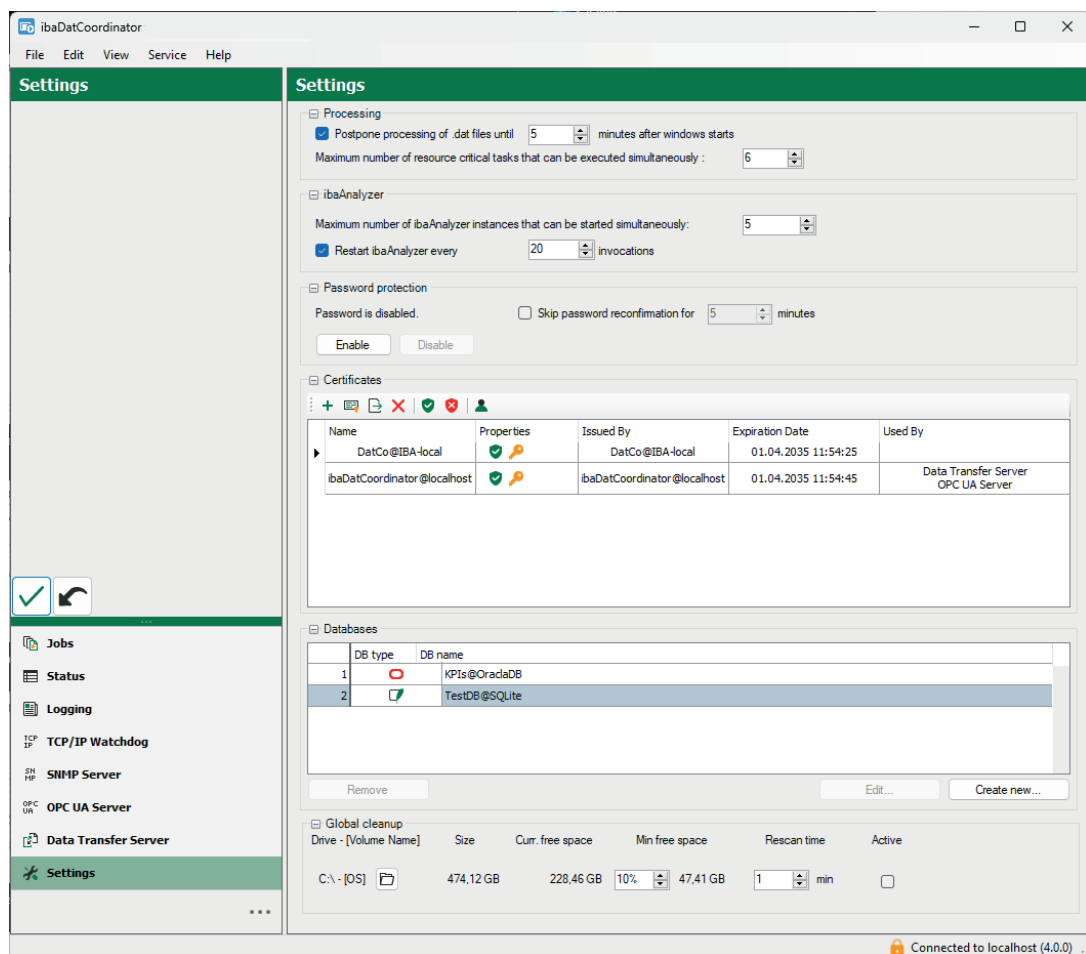 ibaDatCoordinator
File Edit View Service Help
Settings
Settings
Processing
Postpone processing of .dat files until 5 minutes after windows starts
Maximum number of resource critical tasks that can be executed simultaneously : 6
ibaAnalyzer
Maximum number of ibaAnalyzer instances that can be started simultaneously: 5
Restart ibaAnalyzer every 20 invocations
Password protection
Password is disabled. Skip password reconfirmation for 5 minutes
Enable Disable
Certificates
Name Properties Issued By Expiration Date Used By
DatCo@IBA-local DatCo@IBA-local 01.04.2035 11:54:25
ibaDatCoordinator@localhost ibaDatCoordinator@localhost 01.04.2035 11:54:45 Data Transfer Server
OPC UA Server
Databases
DB type DB name
1 KPIs@OraclaDB
2 TestDB@SQLite
Remove Edit... Create new...
Global cleanup
Drive - [Volume Name] Size Curr. free space Min free space Rescan time Active
C:\ - [OS] 474,12 GB 228,46 GB 10% 47,41 GB 1 min
Jobs
Status
Logging
TCP IP TCP/IP Watchdog
SN MP SNMP Server
OPC UA OPC UA Server
Data Transfer Server
Settings
Connected to localhost (4.0.0)